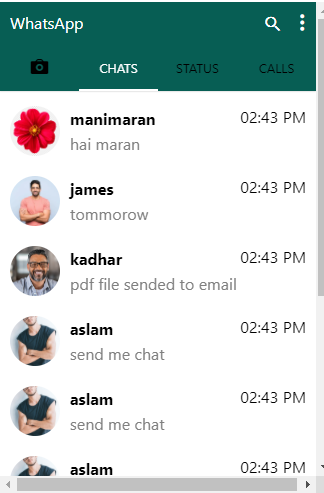 WhatsApp
CHATS STATUS CALLS
manimaran 02:43 PM
hai maran
james 02:43 PM
tommorow
kadhar 02:43 PM
pdf file sended to email
aslam 02:43 PM
send me chat
aslam 02:43 PM
send me chat
aslam 02:43 PM